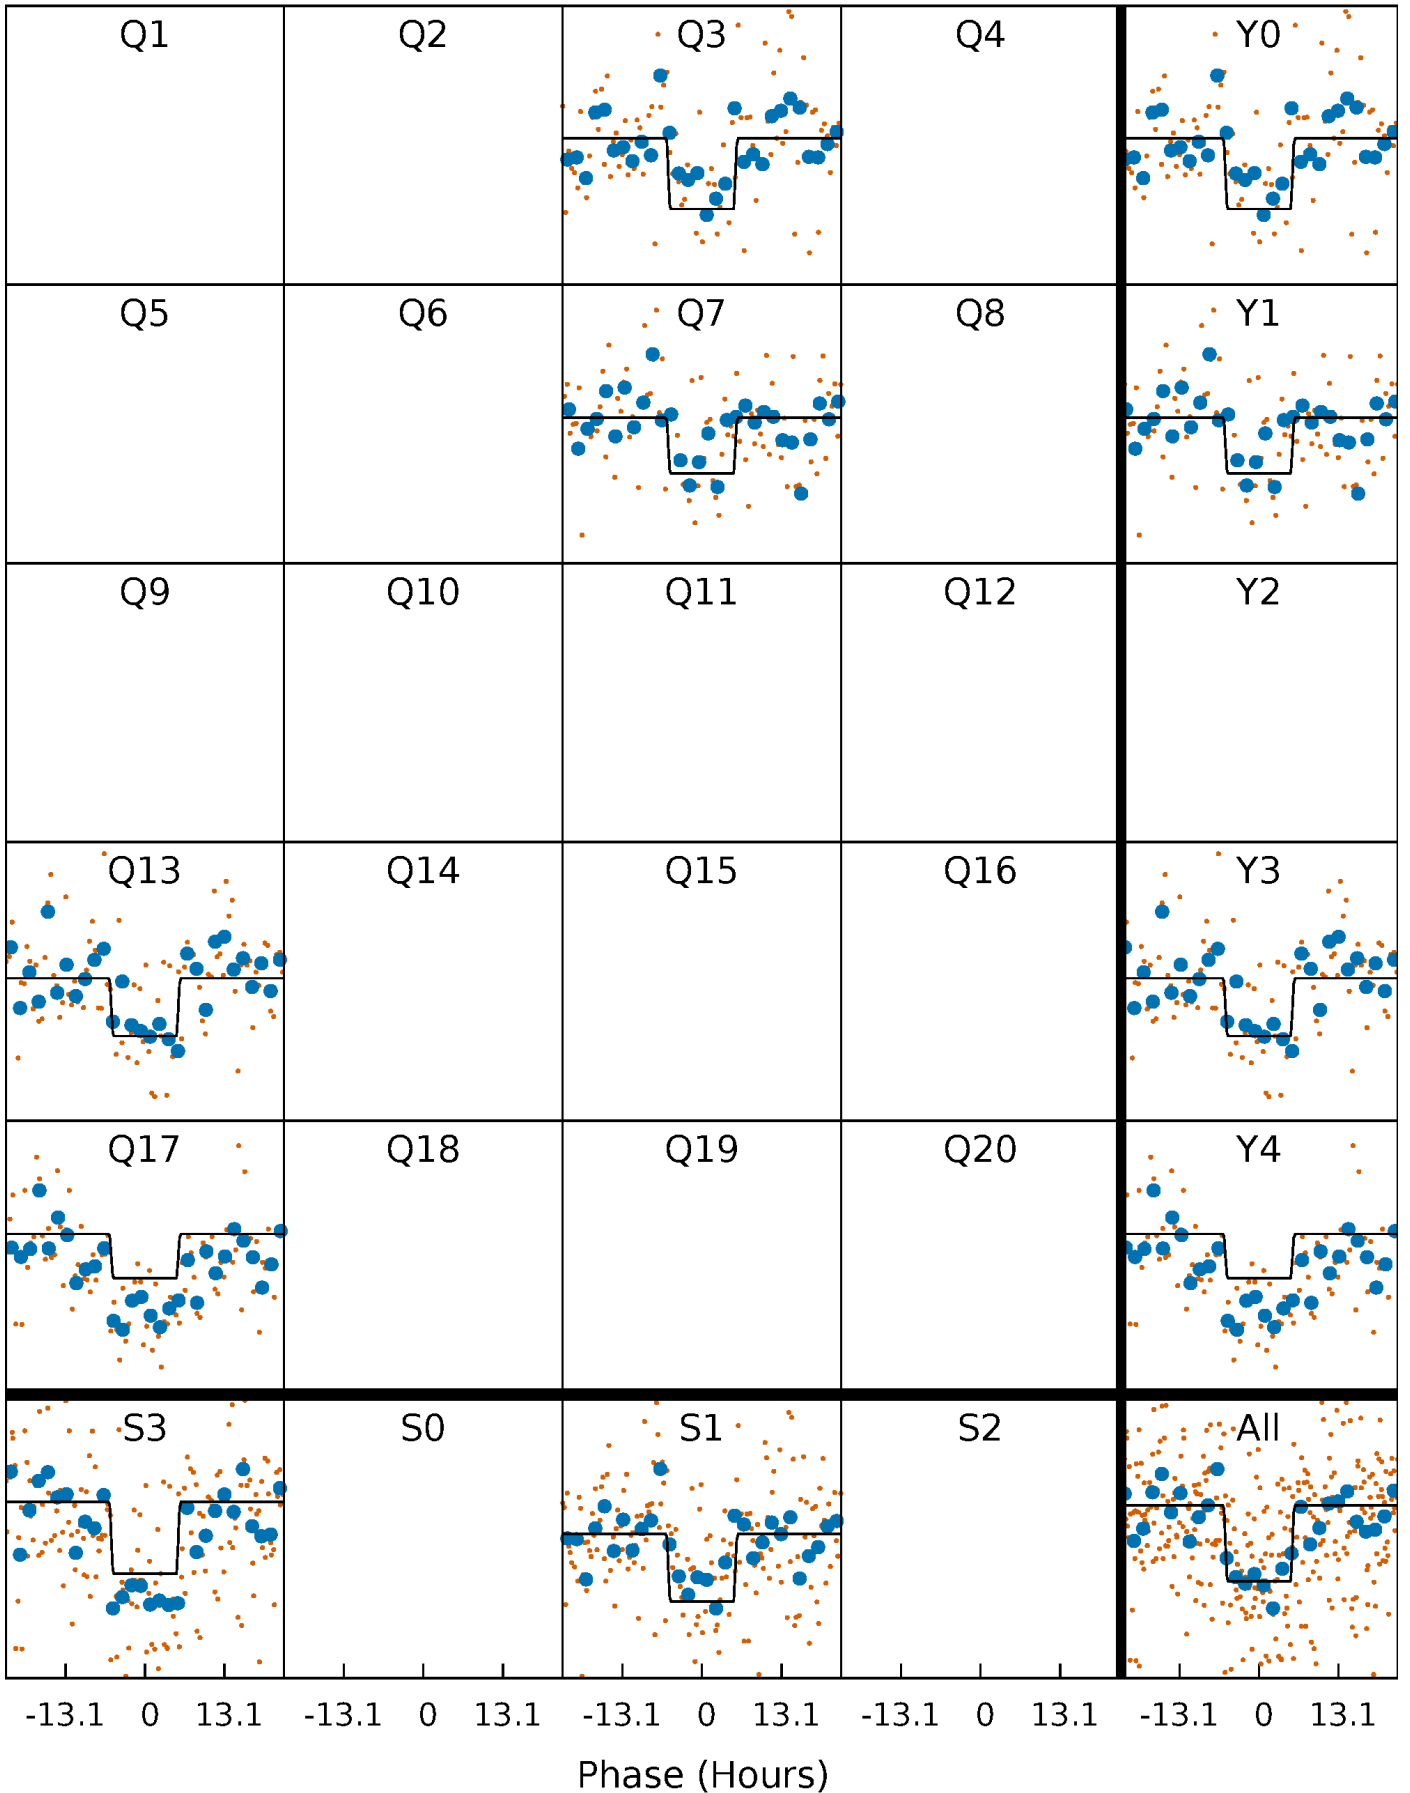 Q1 Q2 Q3 Q4 Y0
Q5 Q6 Q7 Q8 Y1
Q9 Q10 Q11 Q12 Y2
Q13 Q14 Q15 Q16 Y3
Q17 Q18 Q19 Q20 Y4
S3 S0 S1 S2 All
-13.1 0 13.1 -13.1 0 13.1 -13.1 0 13.1 -13.1 0 13.1 -13.1 0 13.1
Phase (Hours)